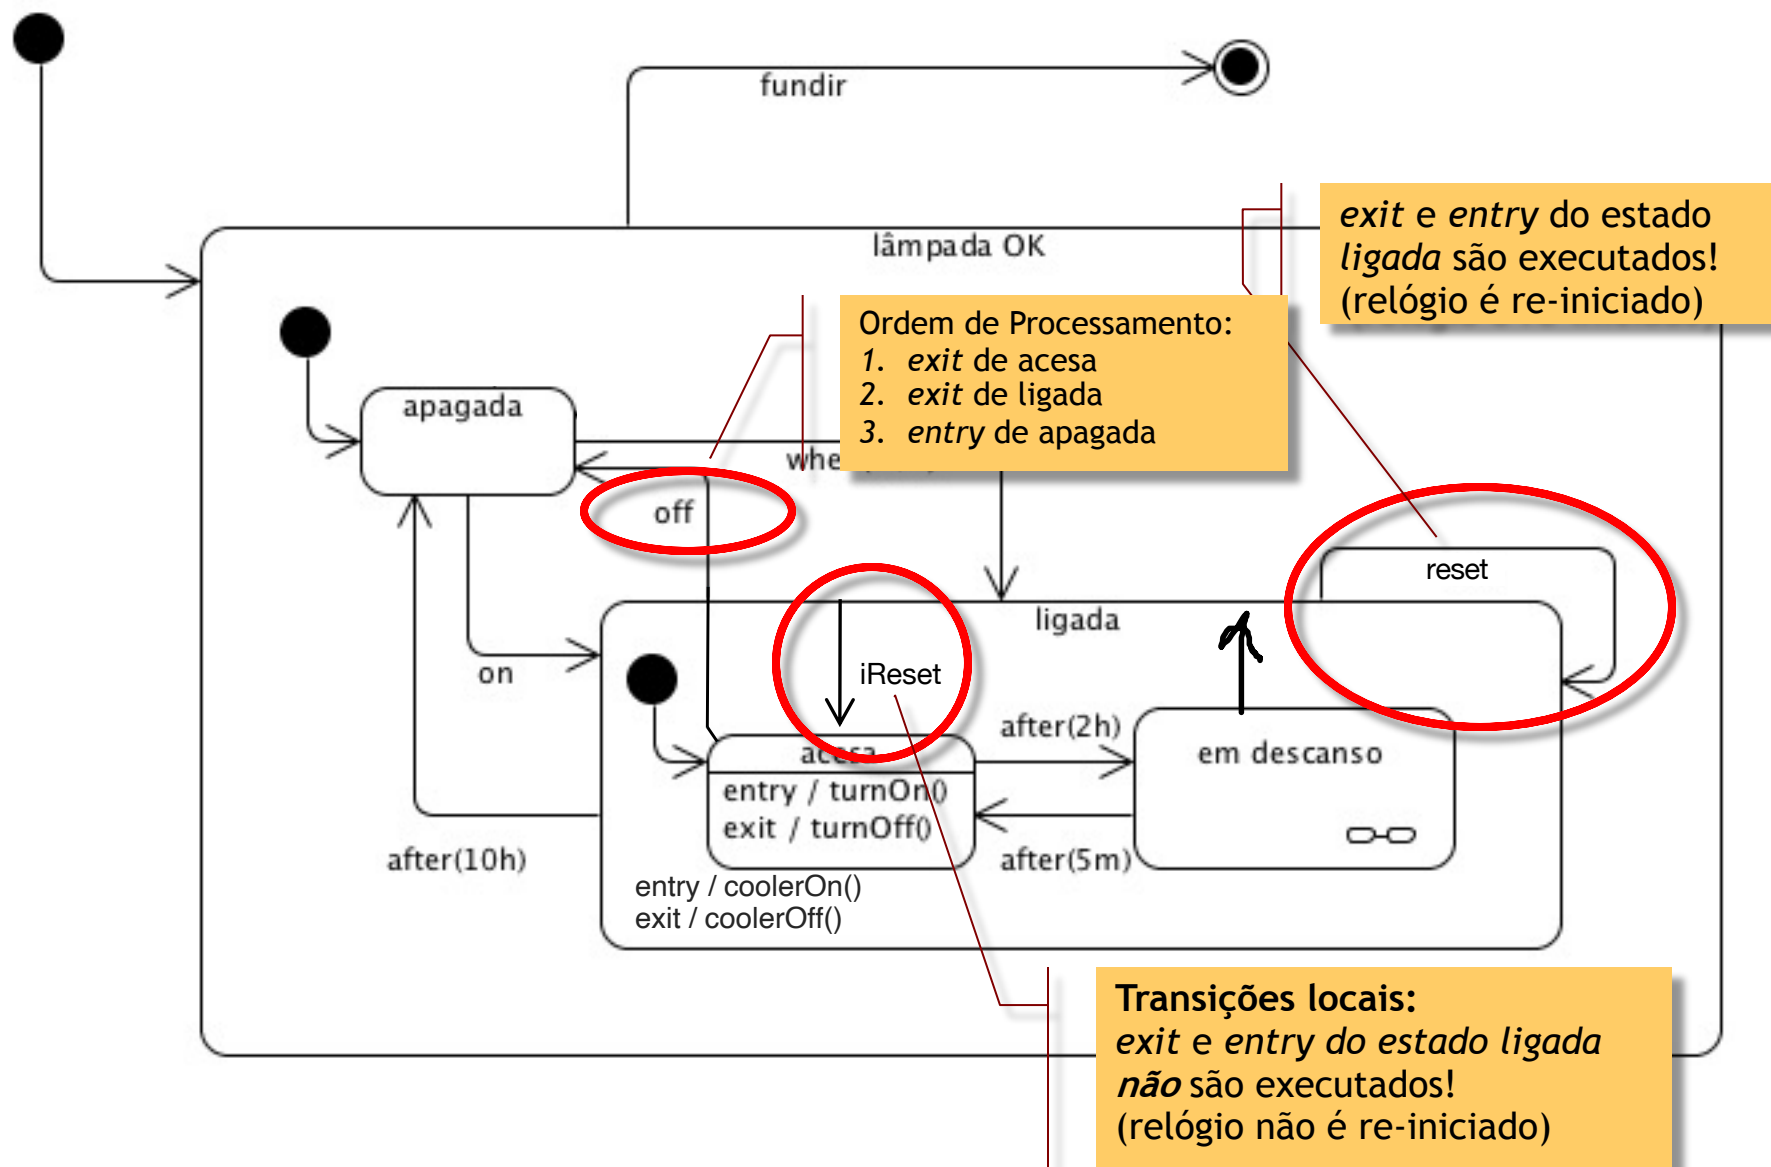 fundir
exit e entry do estado
ligada são executados!
(relógio é re-iniciado)
lâmpada OK
Ordem de Processamento:
1. exit de acesa
2. exit de ligada
3. entry de apagada
apagada
off
reset
ligada
on
iReset
after(2h)
acesa
em descanso
entry / turnOn()
exit / turnOff()
after(10h)
after(5m)
entry / coolerOn()
exit / coolerOff()
Transições locais:
exit e entry do estado ligada
não são executados!
(relógio não é re-iniciado)